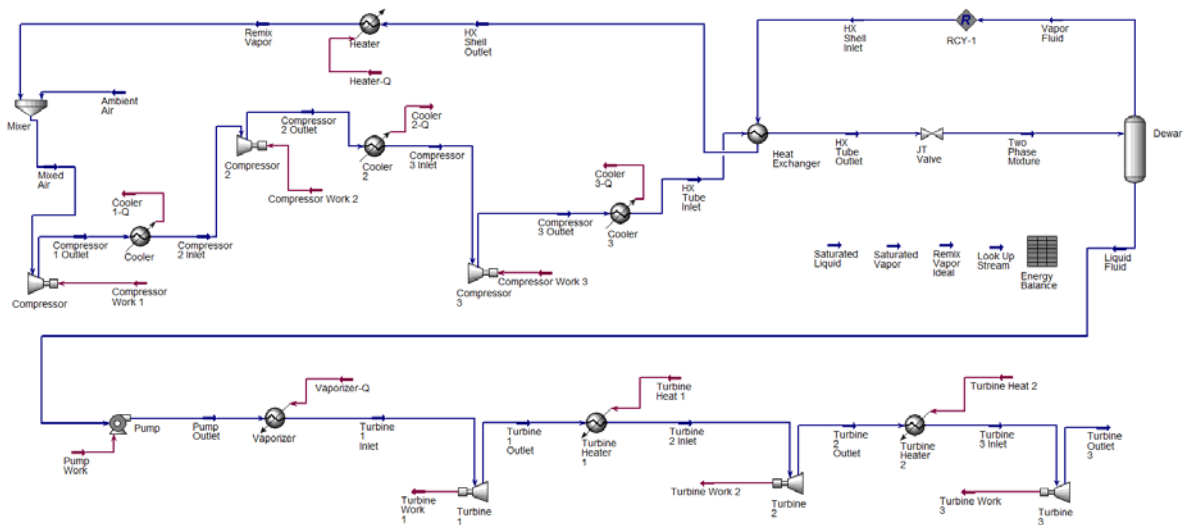 Remix
Vapor
Heater
HX
Shell
Outlet
HX
Shell
Inlet
R
RCY-1
Vapor
Fluid
Heater-Q
Ambient
Air
Mixer
Mixed
Air
Compressor
2 Outlet
Cooler
2-Q
Compressor
2
Cooler
2
Compressor
3 Inlet
Compressor Work 2
Heat
Exchanger
HX
Tube
Outlet
JT
Valve
Two
Phase
Mixture
Dewar
Cooler
1-Q
Compressor
1 Outlet
Cooler
Compressor
2 Inlet
Cooler
3-Q
HX
Tube
Inlet
Compressor
3 Outlet
Cooler
3
Compressor
Compressor
Work 1
Compressor
3
Compressor Work 3
Saturated
Liquid
Saturated
Vapor
Remix
Vapor
Ideal
Look Up
Stream
Energy
Balance
Liquid
Fluid
Pump
Work
Pump
Pump
Outlet
Vaporizer-Q
Vaporizer
Turbine
1
Inlet
Turbine
Work
1
Turbine
1
Turbine
1
Outlet
Turbine
Heat 1
Turbine
Heater
1
Turbine
2 Inlet
Turbine Work 2
Turbine
2
Turbine
2
Outlet
Turbine Heat 2
Turbine
Heater
2
Turbine
3 Inlet
Turbine Work
3
Turbine
3
Turbine
Outlet
3